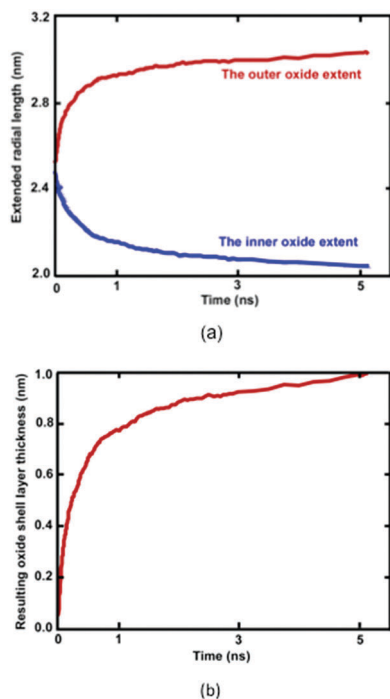 3.2
2.8
2.4
2.0
Extended radial length (nm)
The outer oxide extent
The inner oxide extent
0 1 3 5
Time (ns)
(a)
1.0
0.8
0.6
0.4
0.2
0.0
Resulting oxide shell layer thickness (nm)
0 1 3 5
Time (ns)
(b)